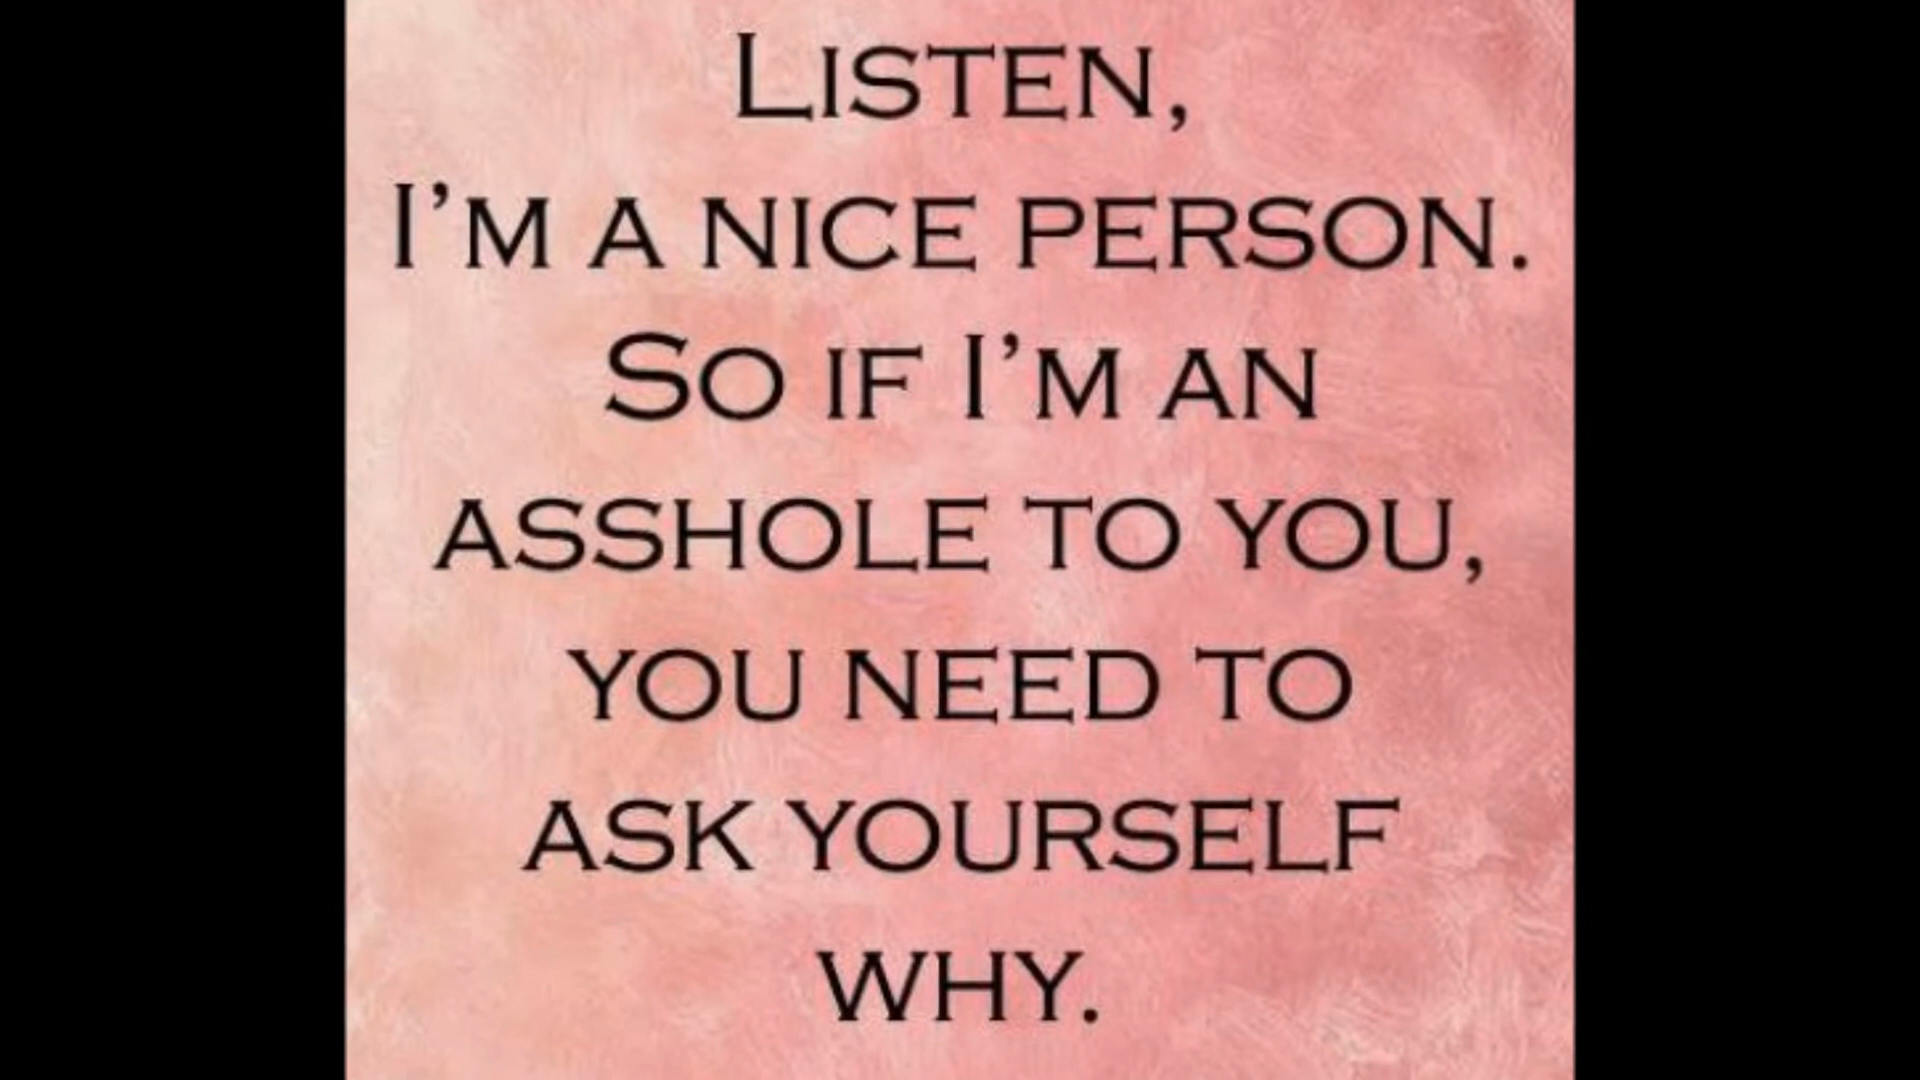 Listen,
I'm a nice person.
So if I'm an
asshole to you,
you need to
ask yourself
why.